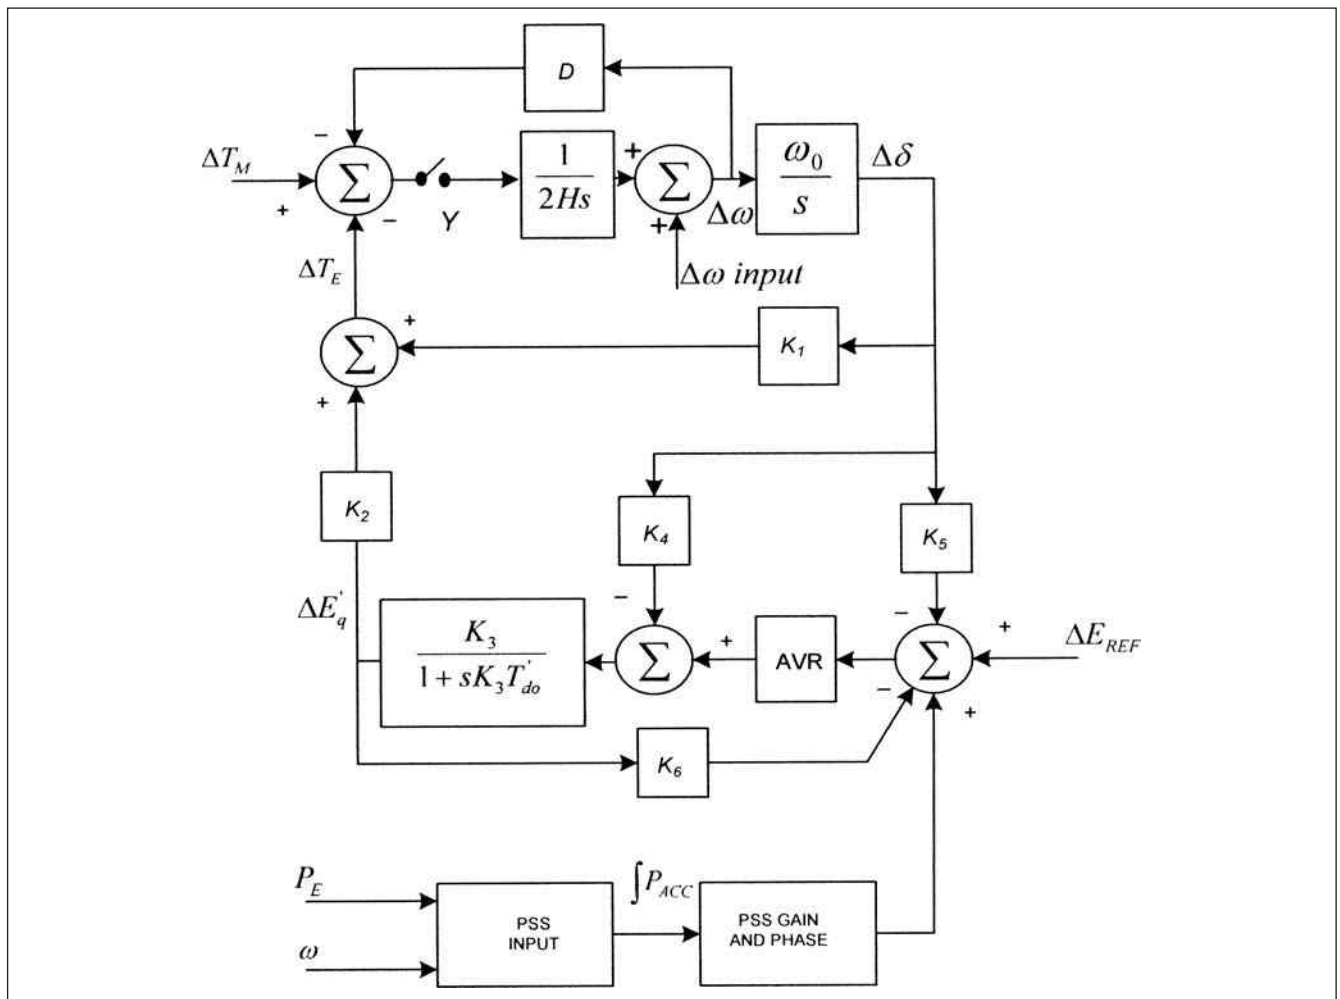 D
−
ΔT_M
+
Σ
−
Y
1
2Hs
+
Σ
+
Δω
ω_0
s
Δδ
Δω input
ΔT_E
+
Σ
+
K_1
K_2
K_4
K_5
ΔE'_q
K_3
1 + sK_3T'_do
−
Σ
+
AVR
−
Σ
−
+
+
ΔE_REF
K_6
P_E
ω
PSS
INPUT
∫P_ACC
PSS GAIN
AND PHASE